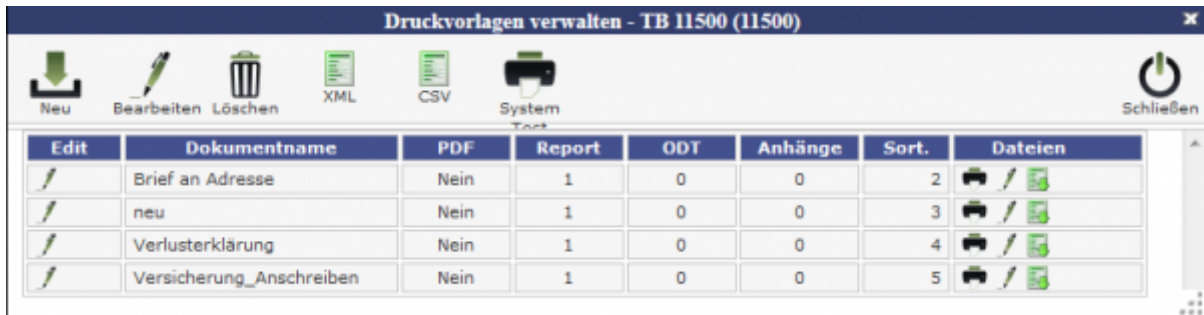 Druckvorlagen verwalten - TB 11500 (11500)
Neu Bearbeiten Löschen XML CSV System Test Schließen
Edit Dokumentname PDF Report ODT Anhänge Sort. Dateien
Brief an Adresse Nein 1 0 0 2
neu Nein 1 0 0 3
Verlusterklärung Nein 1 0 0 4
Versicherung_Anschreiben Nein 1 0 0 5